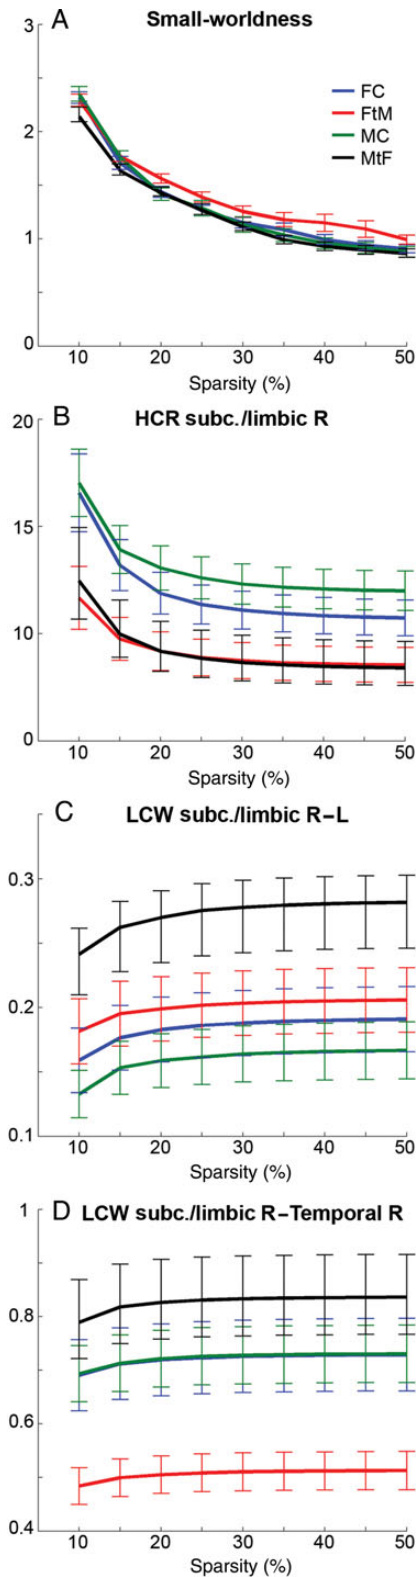 A Small-worldness
3
2
1
0
FC
FtM
MC
MtF
10 20 30 40 50
Sparsity (%)
B HCR subc./limbic R
20
15
10
0
10 20 30 40 50
Sparsity (%)
C LCW subc./limbic R–L
0.3
0.2
0.1
10 20 30 40 50
Sparsity (%)
D LCW subc./limbic R–Temporal R
1
0.8
0.6
0.4
10 20 30 40 50
Sparsity (%)